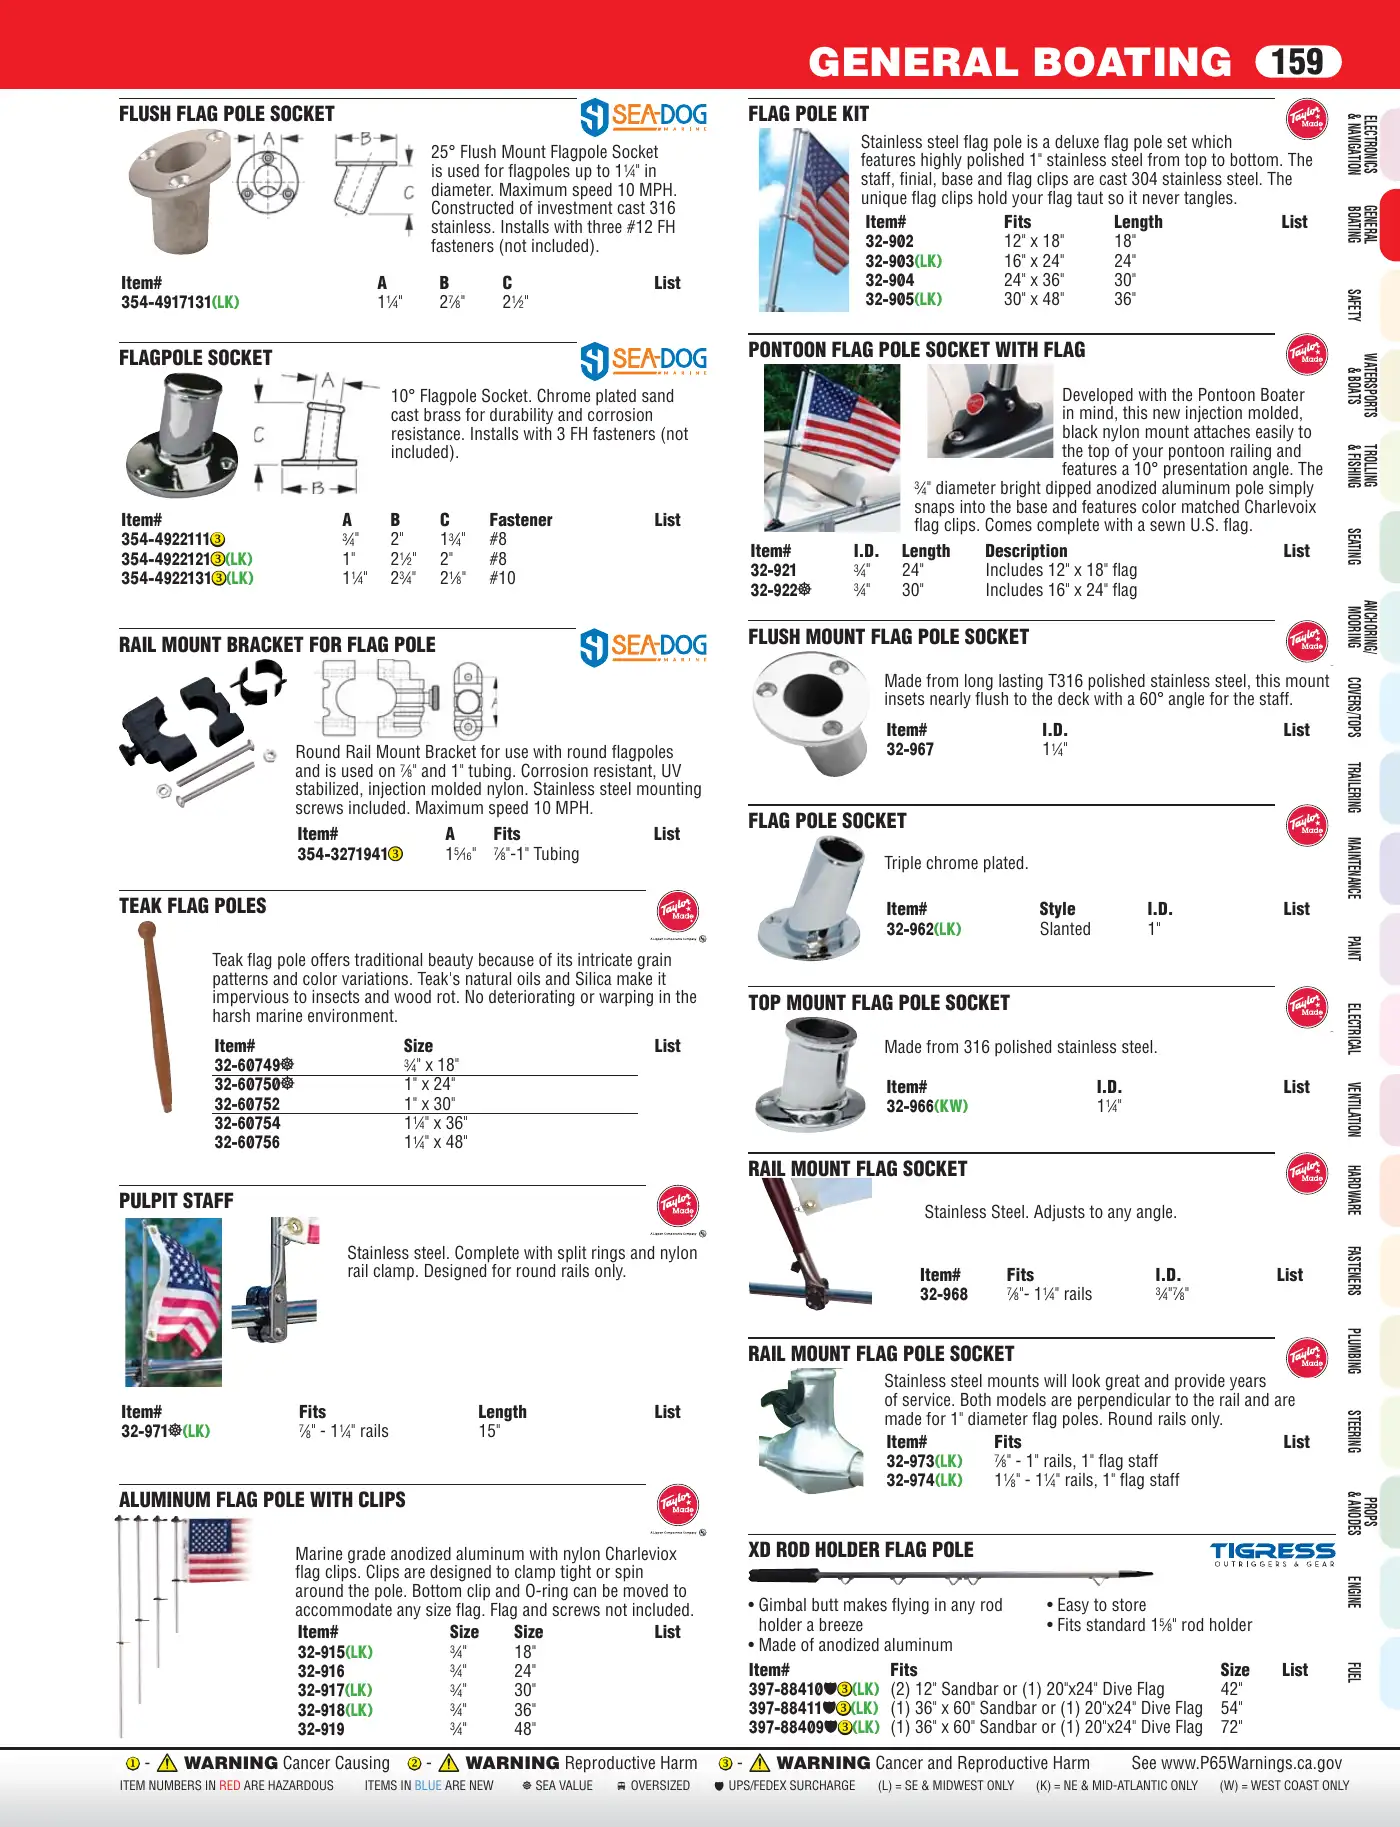 GENERAL BOATING 159
FLUSH FLAG POLE SOCKET
SEA-DOG
MARINE
A
B
C
25° Flush Mount Flagpole Socket
is used for flagpoles up to 1¼" in
diameter. Maximum speed 10 MPH.
Constructed of investment cast 316
stainless. Installs with three #12 FH
fasteners (not included).
Item# A B C List
354-4917131(LK) 1¼" 2⅞" 2½"
FLAGPOLE SOCKET
SEA-DOG
MARINE
A
C
B
10° Flagpole Socket. Chrome plated sand
cast brass for durability and corrosion
resistance. Installs with 3 FH fasteners (not
included).
Item# A B C Fastener List
354-4922111③ ¾" 2" 1¾" #8
354-4922121③(LK) 1" 2½" 2" #8
354-4922131③(LK) 1¼" 2¾" 2⅛" #10
RAIL MOUNT BRACKET FOR FLAG POLE
SEA-DOG
MARINE
A
Round Rail Mount Bracket for use with round flagpoles
and is used on ⅞" and 1" tubing. Corrosion resistant, UV
stabilized, injection molded nylon. Stainless steel mounting
screws included. Maximum speed 10 MPH.
Item# A Fits List
354-3271941③ 1⁵⁄₁₆" ⅞"-1" Tubing
TEAK FLAG POLES
Taylor Made
A Lippert Components Company
Teak flag pole offers traditional beauty because of its intricate grain
patterns and color variations. Teak's natural oils and Silica make it
impervious to insects and wood rot. No deteriorating or warping in the
harsh marine environment.
Item# Size List
32-60749☸ ¾" x 18"
32-60750☸ 1" x 24"
32-60752 1" x 30"
32-60754 1¼" x 36"
32-60756 1¼" x 48"
PULPIT STAFF
Taylor Made
A Lippert Components Company
Stainless steel. Complete with split rings and nylon
rail clamp. Designed for round rails only.
Item# Fits Length List
32-971☸(LK) ⅞" - 1¼" rails 15"
ALUMINUM FLAG POLE WITH CLIPS
Taylor Made
A Lippert Components Company
Marine grade anodized aluminum with nylon Charleviox
flag clips. Clips are designed to clamp tight or spin
around the pole. Bottom clip and O-ring can be moved to
accommodate any size flag. Flag and screws not included.
Item# Size Size List
32-915(LK) ¾" 18"
32-916 ¾" 24"
32-917(LK) ¾" 30"
32-918(LK) ¾" 36"
32-919 ¾" 48"
FLAG POLE KIT
Taylor Made
Stainless steel flag pole is a deluxe flag pole set which
features highly polished 1" stainless steel from top to bottom. The
staff, finial, base and flag clips are cast 304 stainless steel. The
unique flag clips hold your flag taut so it never tangles.
Item# Fits Length List
32-902 12" x 18" 18"
32-903(LK) 16" x 24" 24"
32-904 24" x 36" 30"
32-905(LK) 30" x 48" 36"
PONTOON FLAG POLE SOCKET WITH FLAG
Taylor Made
Developed with the Pontoon Boater
in mind, this new injection molded,
black nylon mount attaches easily to
the top of your pontoon railing and
features a 10° presentation angle. The
¾" diameter bright dipped anodized aluminum pole simply
snaps into the base and features color matched Charlevoix
flag clips. Comes complete with a sewn U.S. flag.
Item# I.D. Length Description List
32-921 ¾" 24" Includes 12" x 18" flag
32-922☸ ¾" 30" Includes 16" x 24" flag
FLUSH MOUNT FLAG POLE SOCKET
Taylor Made
Made from long lasting T316 polished stainless steel, this mount
insets nearly flush to the deck with a 60° angle for the staff.
Item# I.D. List
32-967 1¼"
FLAG POLE SOCKET
Taylor Made
Triple chrome plated.
Item# Style I.D. List
32-962(LK) Slanted 1"
TOP MOUNT FLAG POLE SOCKET
Taylor Made
Made from 316 polished stainless steel.
Item# I.D. List
32-966(KW) 1¼"
RAIL MOUNT FLAG SOCKET
Taylor Made
Stainless Steel. Adjusts to any angle.
Item# Fits I.D. List
32-968 ⅞"- 1¼" rails ¾"⅞"
RAIL MOUNT FLAG POLE SOCKET
Taylor Made
Stainless steel mounts will look great and provide years
of service. Both models are perpendicular to the rail and are
made for 1" diameter flag poles. Round rails only.
Item# Fits List
32-973(LK) ⅞" - 1" rails, 1" flag staff
32-974(LK) 1⅛" - 1¼" rails, 1" flag staff
XD ROD HOLDER FLAG POLE
TIGRESS
OUTRIGGERS & GEAR
• Gimbal butt makes flying in any rod
holder a breeze
• Made of anodized aluminum
• Easy to store
• Fits standard 1⅝" rod holder
Item# Fits Size List
397-88410③(LK) (2) 12" Sandbar or (1) 20"x24" Dive Flag 42"
397-88411③(LK) (1) 36" x 60" Sandbar or (1) 20"x24" Dive Flag 54"
397-88409③(LK) (1) 36" x 60" Sandbar or (1) 20"x24" Dive Flag 72"
ELECTRONICS
& NAVIGATION
GENERAL
BOATING
SAFETY
WATERSPORTS
& BOATS
TROLLING
& FISHING
SEATING
ANCHORING/
MOORING
COVERS/TOPS
TRAILERING
MAINTENANCE
PAINT
ELECTRICAL
VENTILATION
HARDWARE
FASTENERS
PLUMBING
STEERING
PROPS
& ANODES
ENGINE
FUEL
① - ⚠ WARNING Cancer Causing ② - ⚠ WARNING Reproductive Harm ③ - ⚠ WARNING Cancer and Reproductive Harm See www.P65Warnings.ca.gov
ITEM NUMBERS IN RED ARE HAZARDOUS ITEMS IN BLUE ARE NEW ☸ SEA VALUE OVERSIZED UPS/FEDEX SURCHARGE (L) = SE & MIDWEST ONLY (K) = NE & MID-ATLANTIC ONLY (W) = WEST COAST ONLY